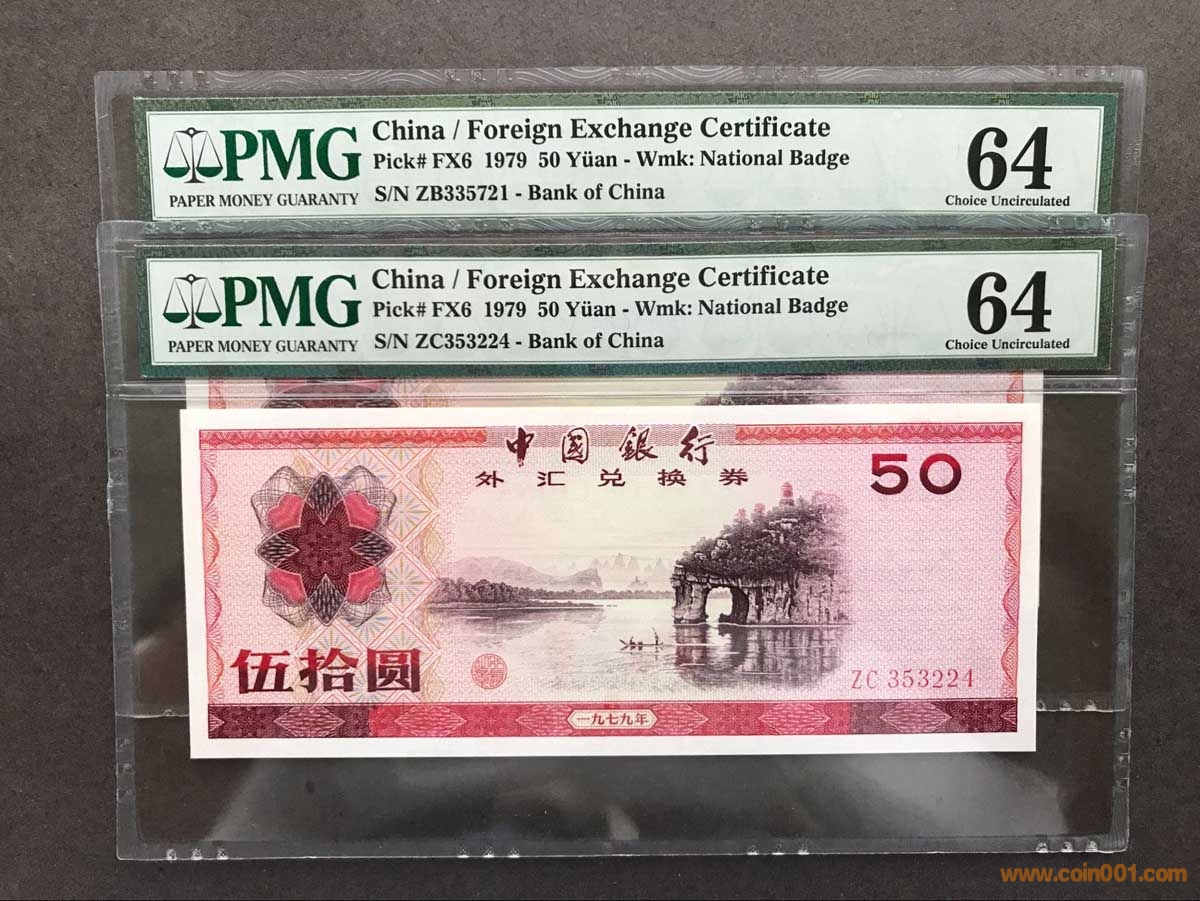 PMG
PAPER MONEY GUARANTY
China / Foreign Exchange Certificate
Pick# FX6 1979 50 Yüan - Wmk: National Badge
S/N ZB335721 - Bank of China
64
Choice Uncirculated
PMG
PAPER MONEY GUARANTY
China / Foreign Exchange Certificate
Pick# FX6 1979 50 Yüan - Wmk: National Badge
S/N ZC353224 - Bank of China
64
Choice Uncirculated
中國銀行
外汇兑换券
50
伍拾圆
ZC 353224
一九七九年
www.coin001.com